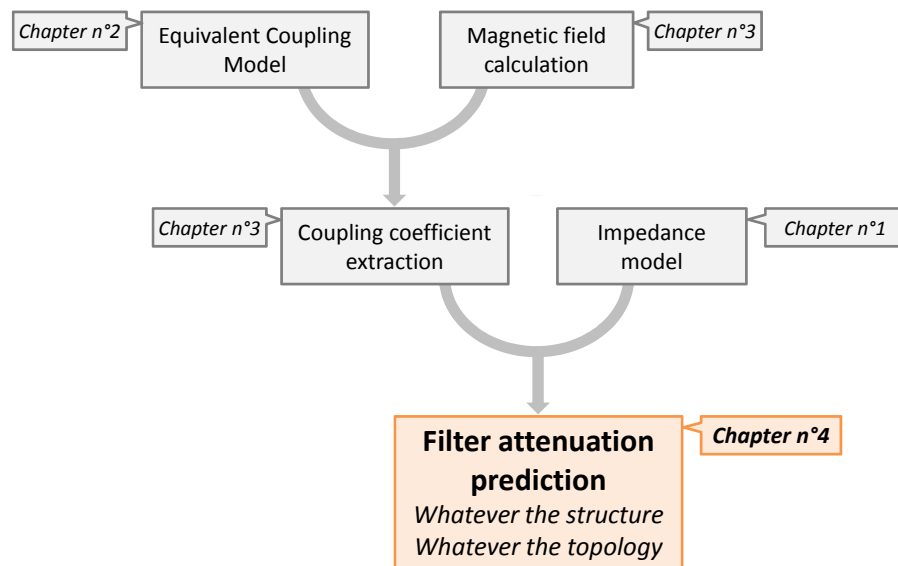 Chapter n°2
Equivalent Coupling
Model
Magnetic field
calculation
Chapter n°3
Chapter n°3
Coupling coefficient
extraction
Impedance
model
Chapter n°1
Filter attenuation
prediction
Whatever the structure
Whatever the topology
Chapter n°4